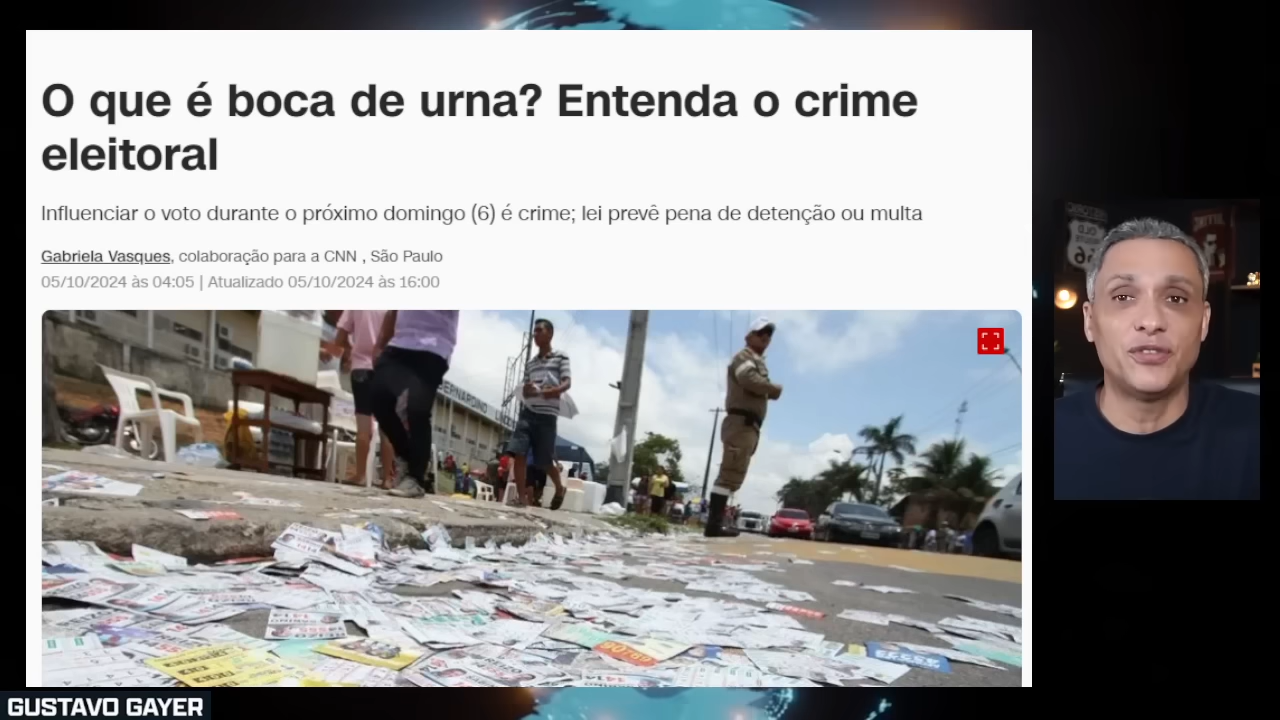 O que é boca de urna? Entenda o crime
eleitoral
Influenciar o voto durante o próximo domingo (6) é crime; lei prevê pena de detenção ou multa
Gabriela Vasques, colaboração para a CNN , São Paulo
05/10/2024 às 04:05 | Atualizado 05/10/2024 às 16:00
BERNARDINO
GUSTAVO GAYER